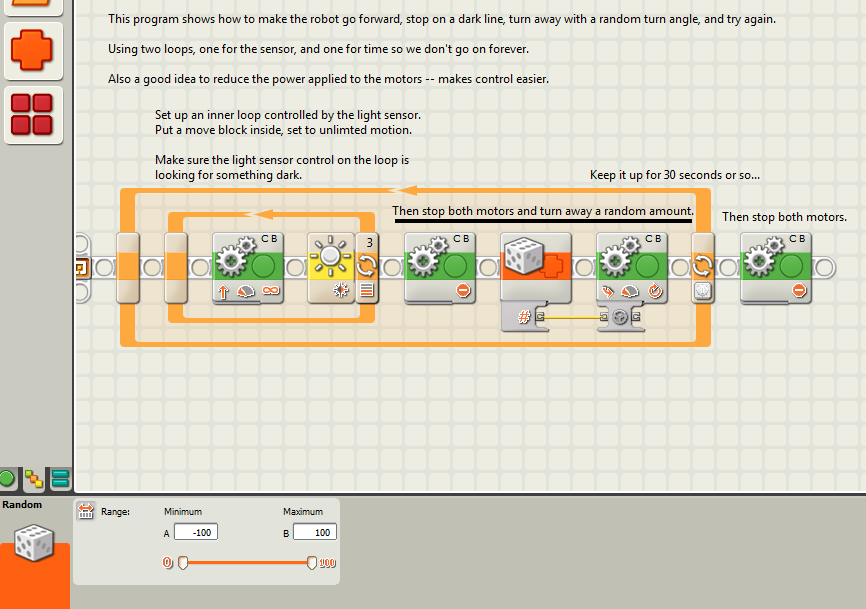 This program shows how to make the robot go forward, stop on a dark line, turn away with a random turn angle, and try again.
Using two loops, one for the sensor, and one for time so we don't go on forever.
Also a good idea to reduce the power applied to the motors -- makes control easier.
Set up an inner loop controlled by the light sensor.
Put a move block inside, set to unlimted motion.
Make sure the light sensor control on the loop is
looking for something dark.
Keep it up for 30 seconds or so...
Then stop both motors and turn away a random amount.
Then stop both motors.
C B
3
C B
C B
C B
#
Random
Range:
Minimum
Maximum
A
-100
B
100
0
100